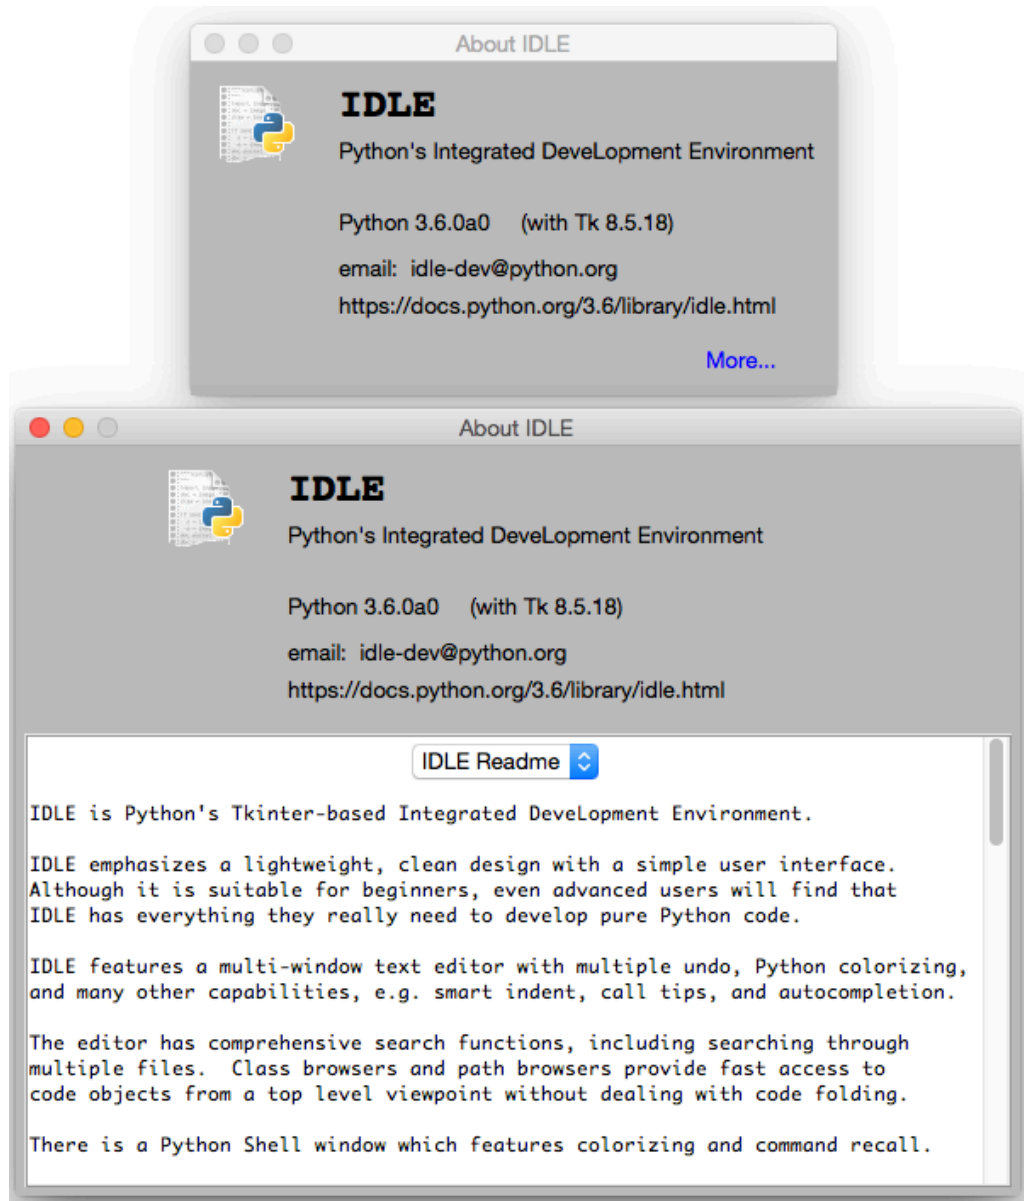 About IDLE
IDLE
Python's Integrated DeveLopment Environment
Python 3.6.0a0 (with Tk 8.5.18)
email: idle-dev@python.org
https://docs.python.org/3.6/library/idle.html
More...
About IDLE
IDLE
Python's Integrated DeveLopment Environment
Python 3.6.0a0 (with Tk 8.5.18)
email: idle-dev@python.org
https://docs.python.org/3.6/library/idle.html
IDLE Readme
IDLE is Python's Tkinter-based Integrated DeveLopment Environment.
IDLE emphasizes a lightweight, clean design with a simple user interface.
Although it is suitable for beginners, even advanced users will find that
IDLE has everything they really need to develop pure Python code.
IDLE features a multi-window text editor with multiple undo, Python colorizing,
and many other capabilities, e.g. smart indent, call tips, and autocompletion.
The editor has comprehensive search functions, including searching through
multiple files.  Class browsers and path browsers provide fast access to
code objects from a top level viewpoint without dealing with code folding.
There is a Python Shell window which features colorizing and command recall.